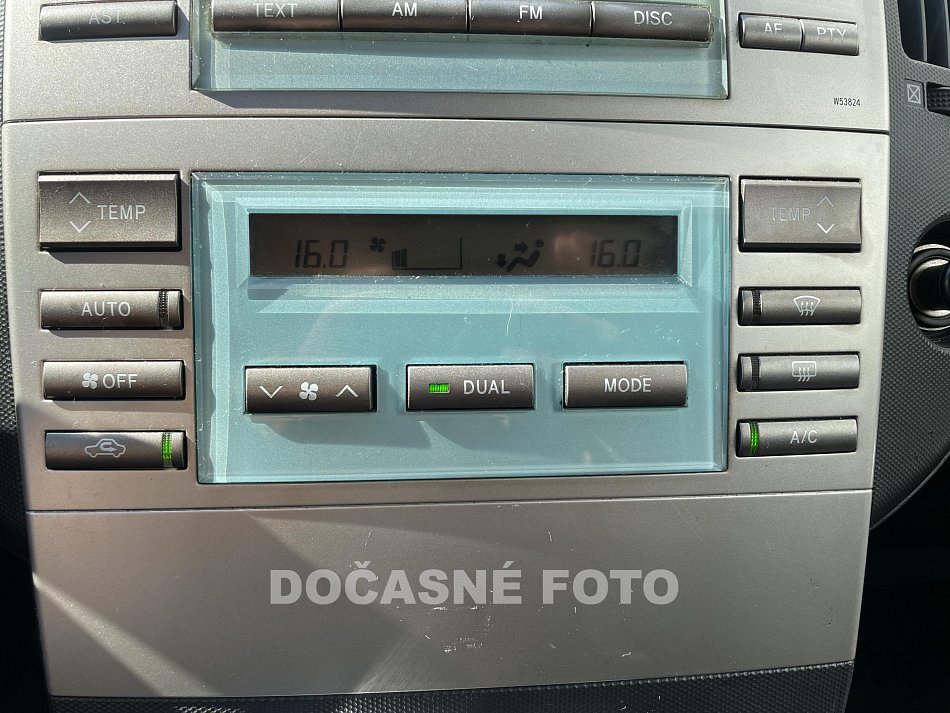 AST.
TEXT
AM
FM
DISC
AF
PTY
W53824
TEMP
16.0
16.0
TEMP
AUTO
OFF
DUAL
MODE
A/C
DOČASNÉ FOTO